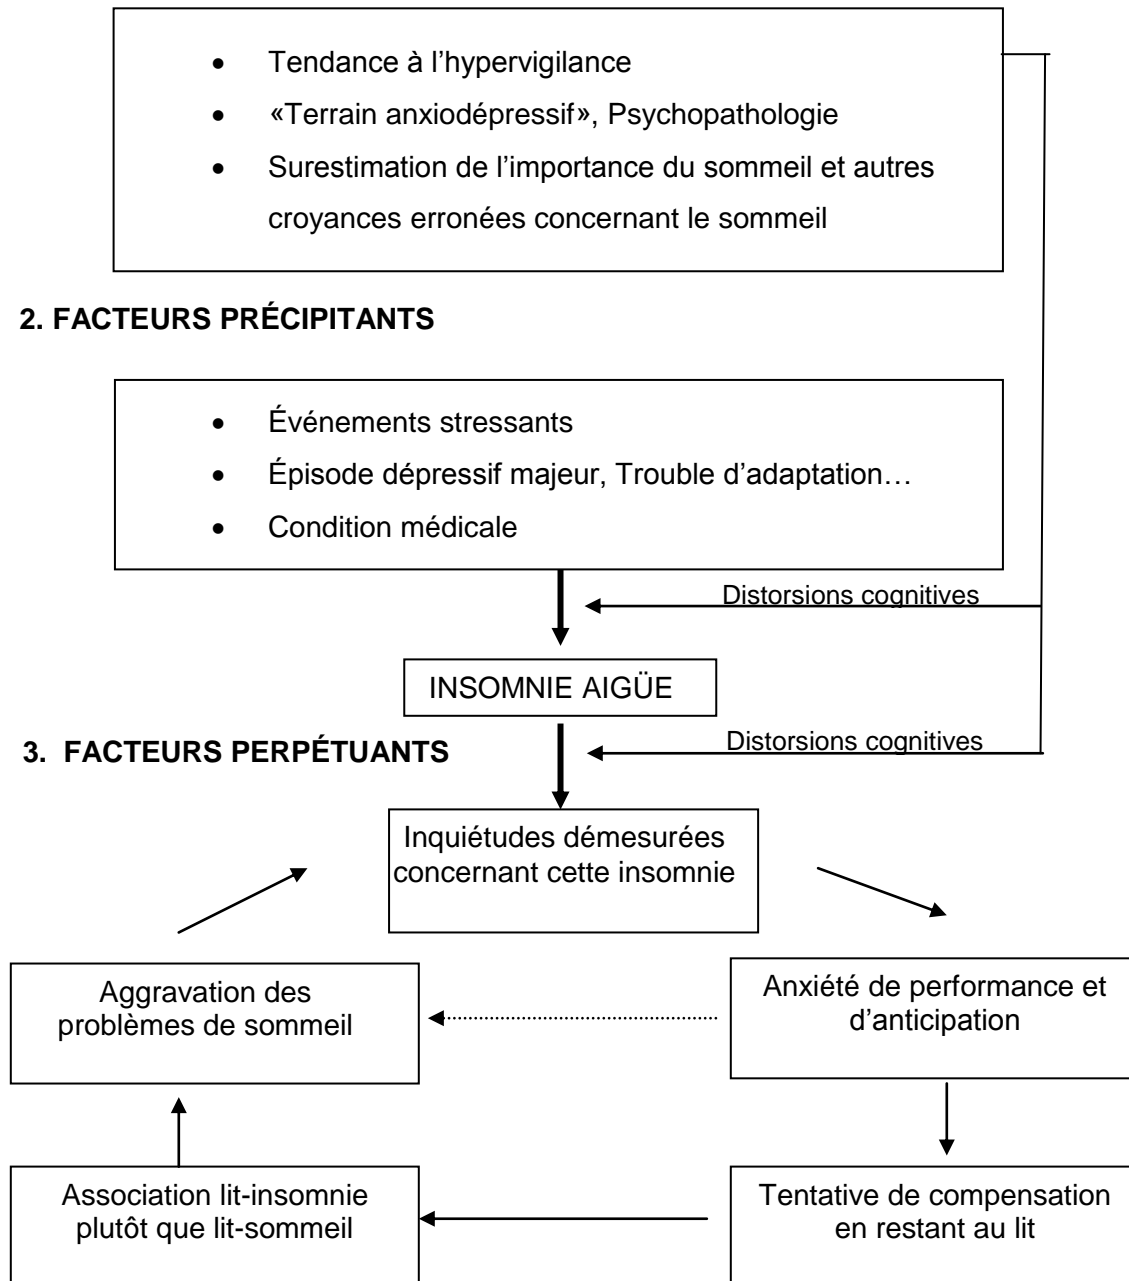 • Tendance à l’hypervigilance
• «Terrain anxiodépressif», Psychopathologie
• Surestimation de l’importance du sommeil et autres
croyances erronées concernant le sommeil
2. FACTEURS PRÉCIPITANTS
• Événements stressants
• Épisode dépressif majeur, Trouble d’adaptation…
• Condition médicale
Distorsions cognitives
INSOMNIE AIGÜE
Distorsions cognitives
3. FACTEURS PERPÉTUANTS
Inquiétudes démesurées
concernant cette insomnie
Aggravation des
problèmes de sommeil
Anxiété de performance et
d’anticipation
Association lit-insomnie
plutôt que lit-sommeil
Tentative de compensation
en restant au lit